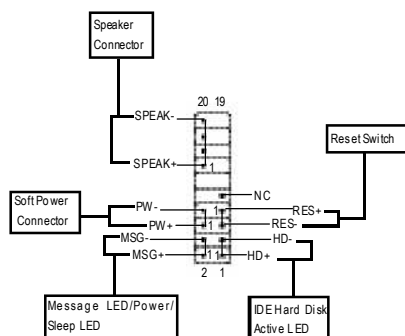 Speaker
Connector
20 19
SPEAK-
Reset Switch
SPEAK+
1
NC
Soft Power
Connector
PW-
1
RES+
PW+
1
RES-
MSG-
HD-
MSG+
1
1
HD+
2 1
Message LED/Power/
Sleep LED
IDE Hard Disk
Active LED